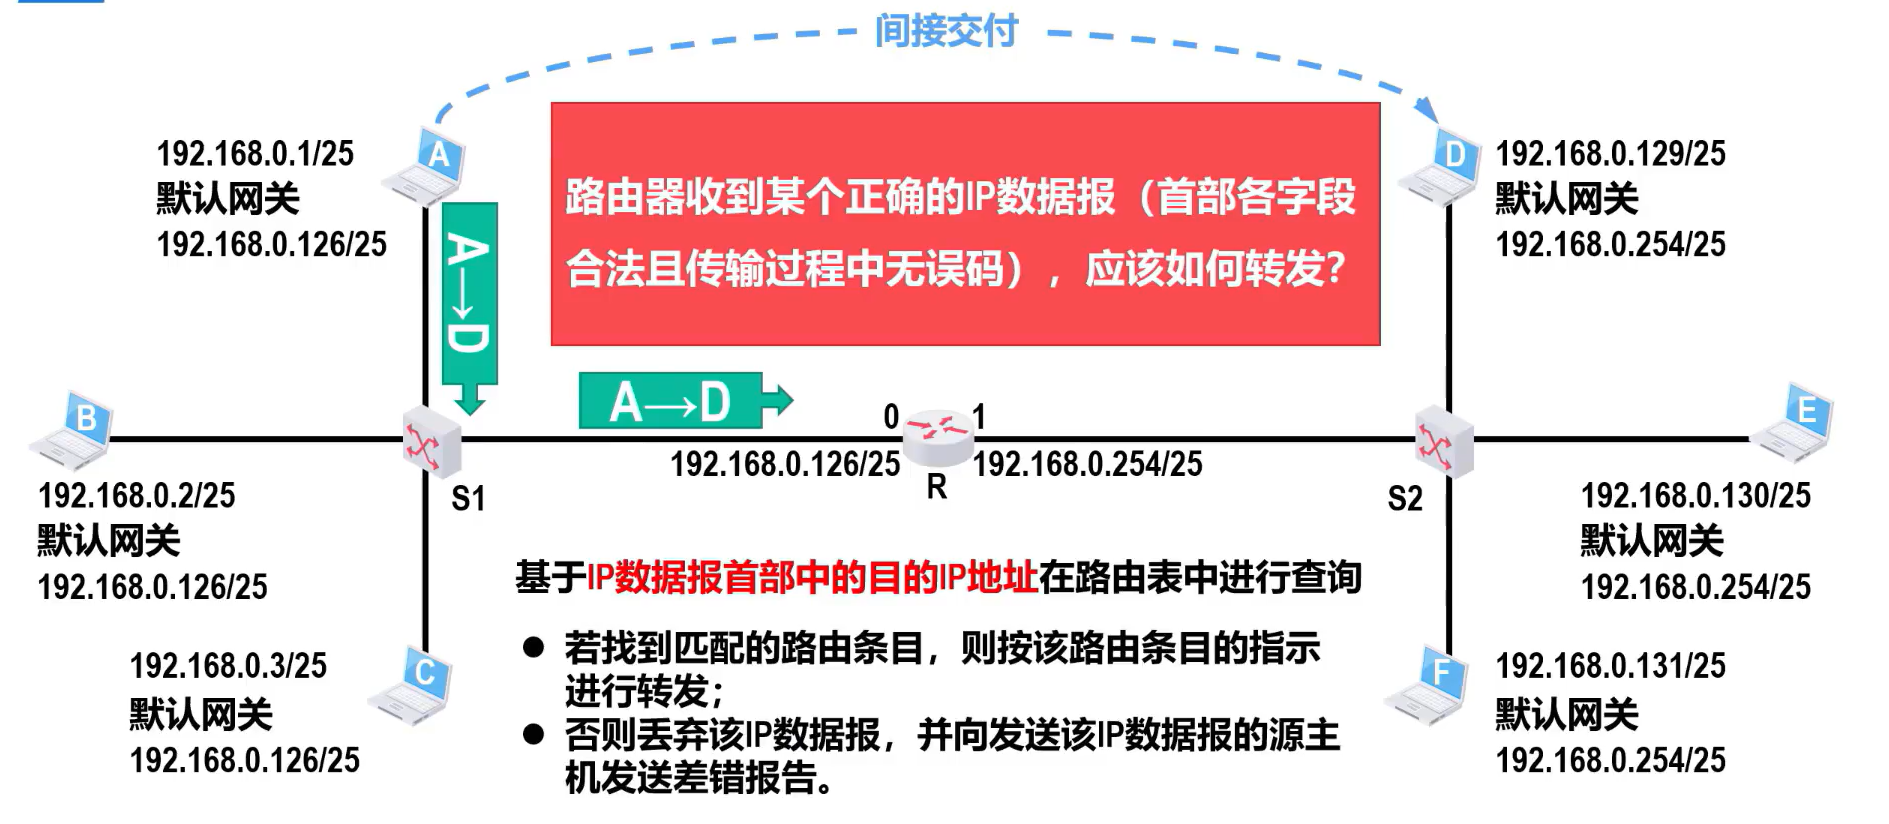 间接交付
路由器收到某个正确的IP数据报（首部各字段
合法且传输过程中无误码），应该如何转发？
A
192.168.0.1/25
默认网关
192.168.0.126/25
D
192.168.0.129/25
默认网关
192.168.0.254/25
A→D
A→D
B
192.168.0.2/25
默认网关
192.168.0.126/25
S1
0
1
192.168.0.126/25
192.168.0.254/25
R
S2
E
192.168.0.130/25
默认网关
192.168.0.254/25
C
192.168.0.3/25
默认网关
192.168.0.126/25
F
192.168.0.131/25
默认网关
192.168.0.254/25
基于IP数据报首部中的目的IP地址在路由表中进行查询
● 若找到匹配的路由条目，则按该路由条目的指示
进行转发；
● 否则丢弃该IP数据报，并向发送该IP数据报的源主
机发送差错报告。